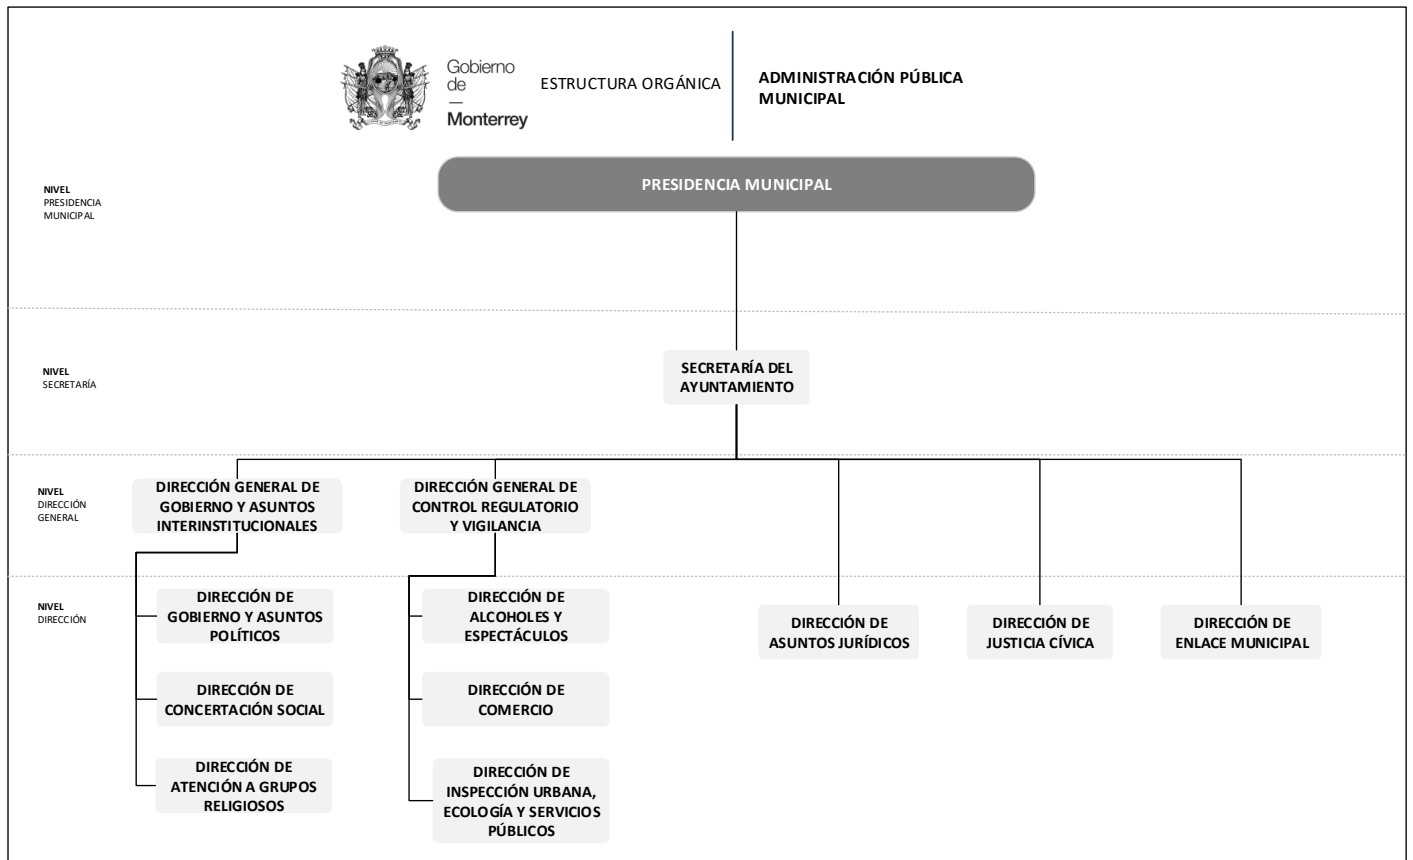 Gobierno
de
—
Monterrey
ESTRUCTURA ORGÁNICA
ADMINISTRACIÓN PÚBLICA
MUNICIPAL
NIVEL
PRESIDENCIA
MUNICIPAL
PRESIDENCIA MUNICIPAL
NIVEL
SECRETARÍA
SECRETARÍA DEL
AYUNTAMIENTO
NIVEL
DIRECCIÓN
GENERAL
DIRECCIÓN GENERAL DE
GOBIERNO Y ASUNTOS
INTERINSTITUCIONALES
DIRECCIÓN GENERAL DE
CONTROL REGULATORIO
Y VIGILANCIA
NIVEL
DIRECCIÓN
DIRECCIÓN DE
GOBIERNO Y ASUNTOS
POLÍTICOS
DIRECCIÓN DE
ALCOHOLES Y
ESPECTÁCULOS
DIRECCIÓN DE
ASUNTOS JURÍDICOS
DIRECCIÓN DE
JUSTICIA CÍVICA
DIRECCIÓN DE
ENLACE MUNICIPAL
DIRECCIÓN DE
CONCERTACIÓN SOCIAL
DIRECCIÓN DE
COMERCIO
DIRECCIÓN DE
ATENCIÓN A GRUPOS
RELIGIOSOS
DIRECCIÓN DE
INSPECCIÓN URBANA,
ECOLOGÍA Y SERVICIOS
PÚBLICOS